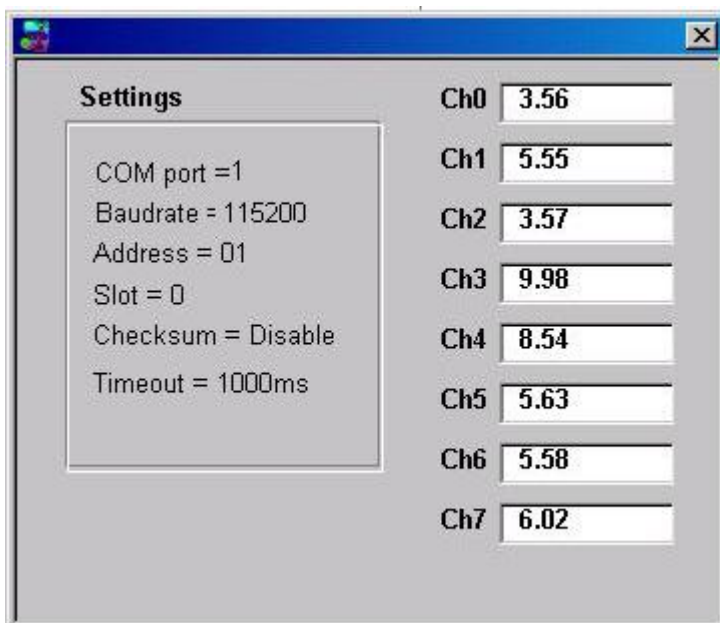 Settings
COM port =1
Baudrate = 115200
Address = 01
Slot = 0
Checksum = Disable
Timeout = 1000ms
Ch0 3.56
Ch1 5.55
Ch2 3.57
Ch3 9.98
Ch4 8.54
Ch5 5.63
Ch6 5.58
Ch7 6.02